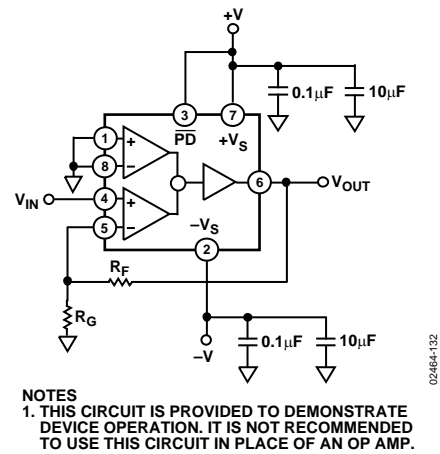 +V
0.1μF
10μF
3
7
PD
+VS
1
+
8
–
VIN
4
+
5
–
6
VOUT
–VS
2
RF
RG
0.1μF
10μF
–V
02464-132
NOTES
1. THIS CIRCUIT IS PROVIDED TO DEMONSTRATE
DEVICE OPERATION. IT IS NOT RECOMMENDED
TO USE THIS CIRCUIT IN PLACE OF AN OP AMP.